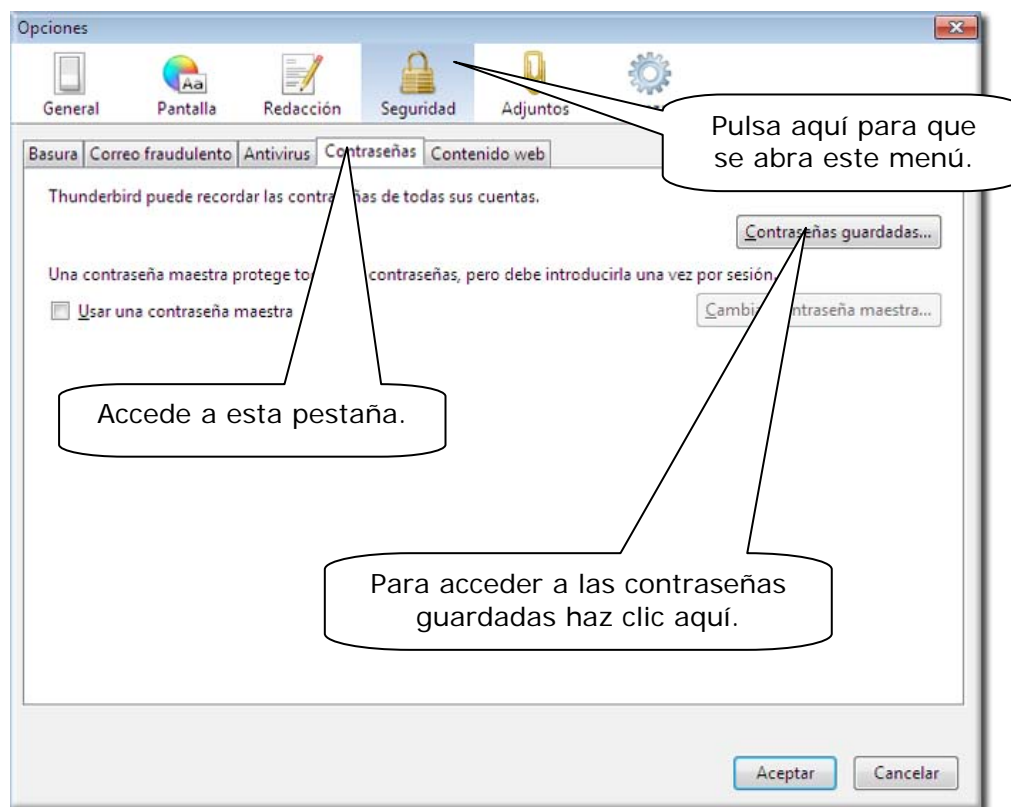 Opciones
General Pantalla Redacción Seguridad Adjuntos
Pulsa aquí para que
se abra este menú.
Basura Correo fraudulento Antivirus Contraseñas Contenido web
Thunderbird puede recordar las contraseñas de todas sus cuentas.
Contraseñas guardadas...
Una contraseña maestra protege contraseñas, pero debe introducirla una vez por sesión.
Usar una contraseña maestra
Cambiar contraseña maestra...
Accede a esta pestaña.
Para acceder a las contraseñas
guardadas haz clic aquí.
Aceptar Cancelar